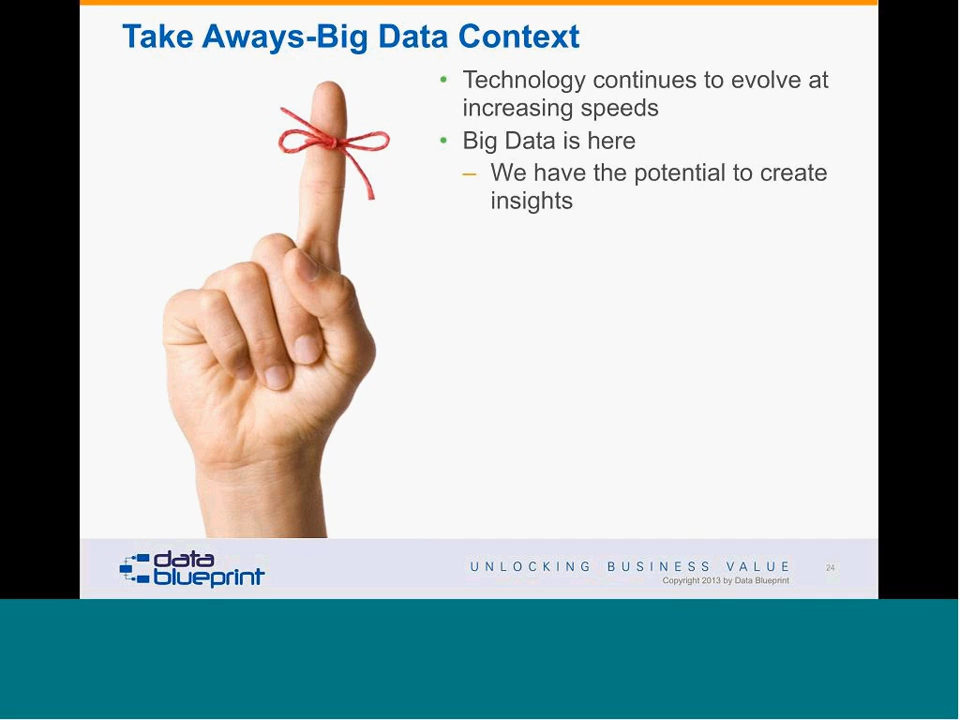 Take Aways-Big Data Context
• Technology continues to evolve at
increasing speeds
• Big Data is here
– We have the potential to create
insights
data
blueprint
UNLOCKING BUSINESS VALUE
24
Copyright 2013 by Data Blueprint